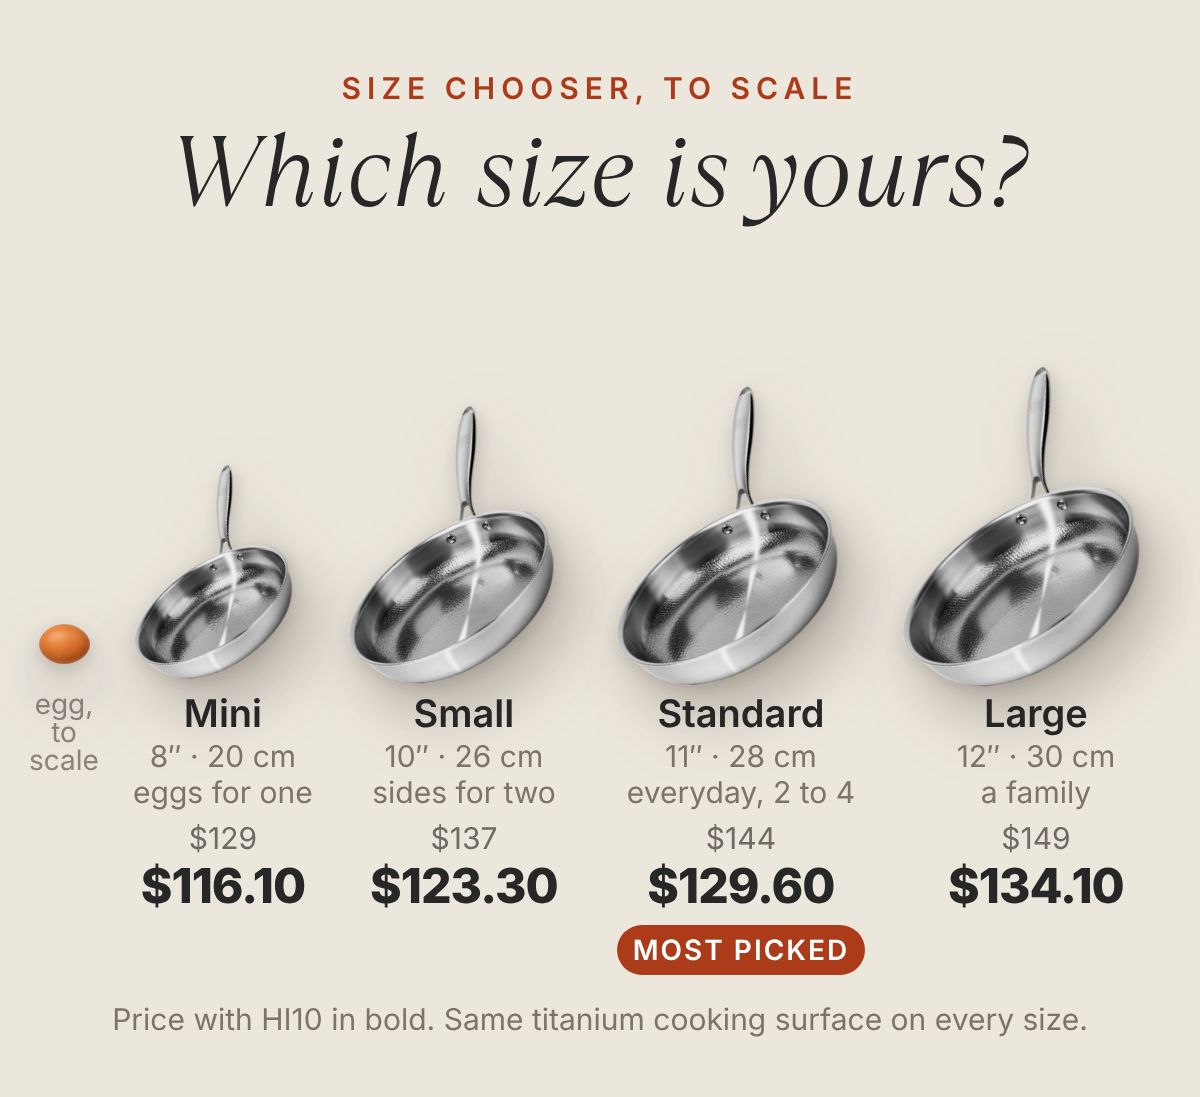 SIZE CHOOSER, TO SCALE
Which size is yours?
egg,
to
scale
Mini
8″ · 20 cm
eggs for one
$129
$116.10
Small
10″ · 26 cm
sides for two
$137
$123.30
Standard
11″ · 28 cm
everyday, 2 to 4
$144
$129.60
MOST PICKED
Large
12″ · 30 cm
a family
$149
$134.10
Price with HI10 in bold. Same titanium cooking surface on every size.